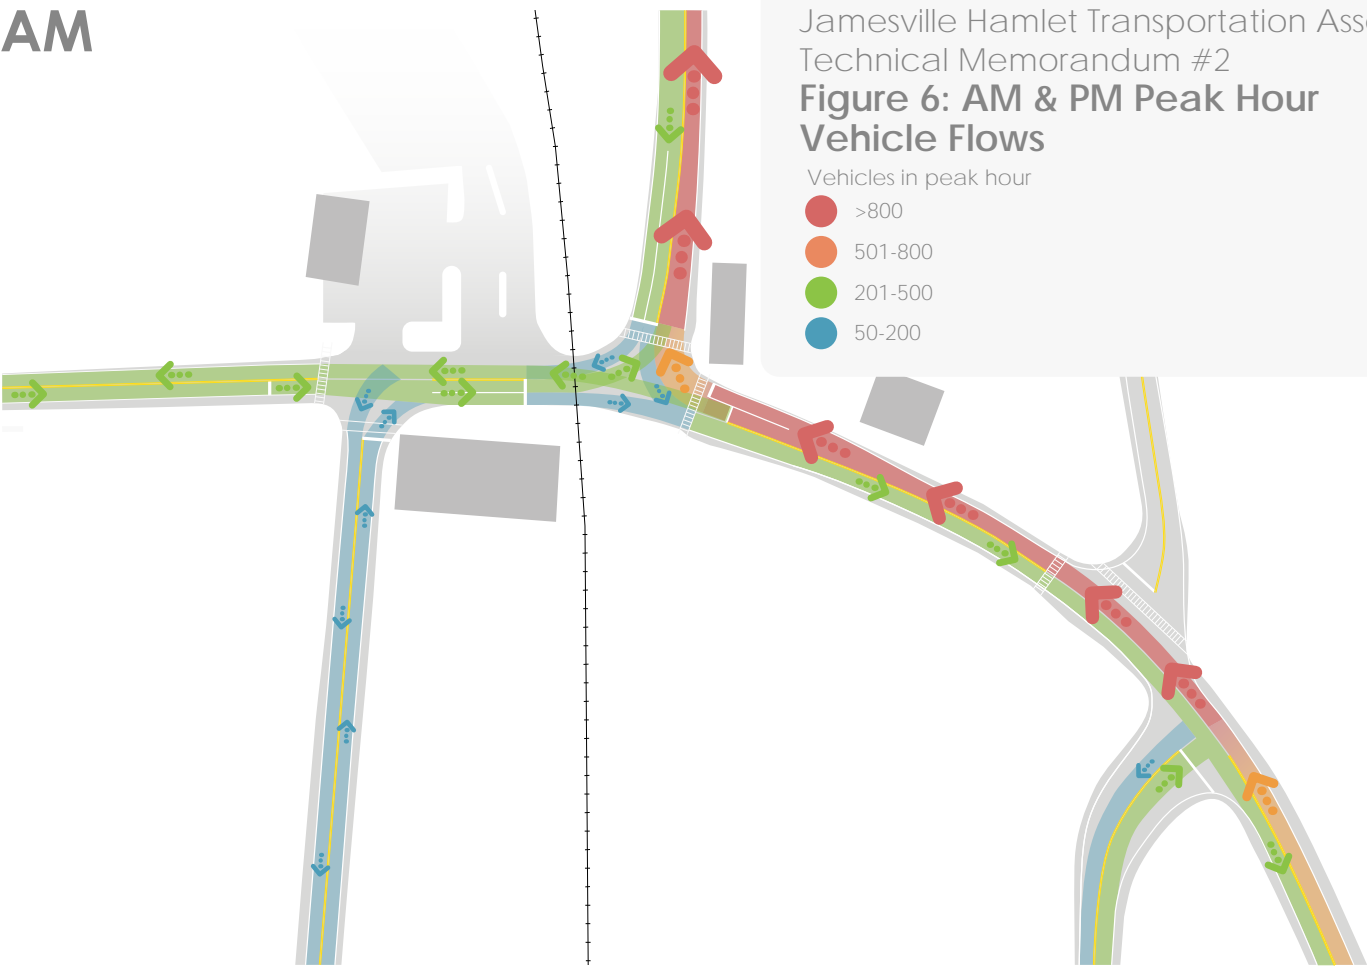 AM
Jamesville Hamlet Transportation
Technical Memorandum #2
Figure 6: AM & PM Peak Hour
Vehicle Flows
Vehicles in peak hour
>800
501-800
201-500
50-200